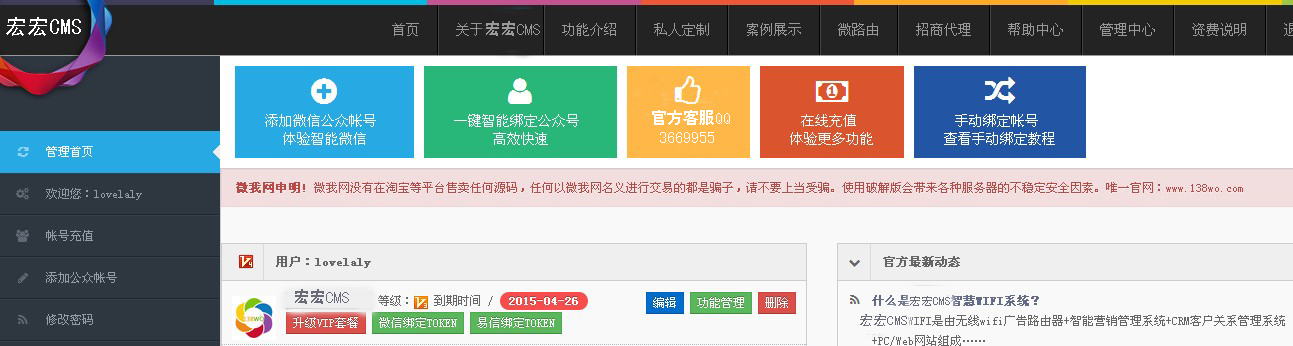 宏宏CMS
首页 关于宏宏CMS 功能介绍 私人定制 案例展示 微路由 招商代理 帮助中心 管理中心 资费说明
添加微信公众帐号
体验智能微信
一键智能绑定公众号
高效快速
官方客服QQ
3669955
在线充值
体验更多功能
手动绑定帐号
查看手动绑定教程
管理首页
欢迎您：lovelaly
帐号充值
添加公众帐号
修改密码
微我网申明！微我网没有在淘宝等平台售卖任何源码，任何以微我网名义进行交易的都是骗子，请不要上当受骗。使用破解版会带来各种服务器的不稳定安全因素。唯一官网：www.138wo.com
用户：lovelaly
宏宏CMS 等级： 到期时间 / 2015-04-26 编辑 功能管理 删除
升级VIP套餐 微信绑定TOKEN 易信绑定TOKEN
官方最新动态
什么是宏宏CMS智慧WIFI系统？
宏宏CMSWIFI是由无线wifi广告路由器+智能营销管理系统+CRM客户关系管理系统
+PC/Web网站组成……